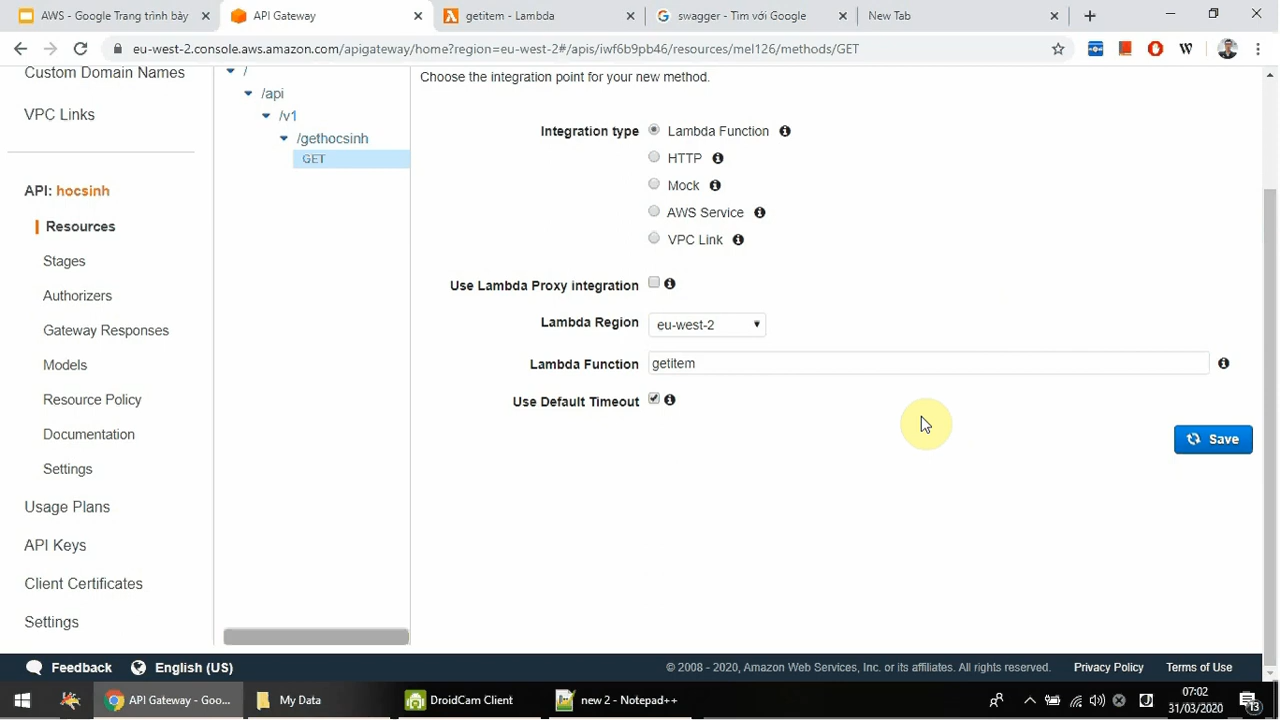 AWS - Google Trang trình bày
API Gateway
getitem - Lambda
swagger - Tìm với Google
New Tab
eu-west-2.console.aws.amazon.com/apigateway/home?region=eu-west-2#/apis/iwf6b9pb46/resources/mel126/methods/GET
Custom Domain Names
VPC Links
API: hocsinh
Resources
Stages
Authorizers
Gateway Responses
Models
Resource Policy
Documentation
Settings
Usage Plans
API Keys
Client Certificates
Settings
/
/api
/v1
/gethocsinh
GET
Choose the integration point for your new method.
Integration type
Lambda Function
HTTP
Mock
AWS Service
VPC Link
Use Lambda Proxy integration
Lambda Region
eu-west-2
Lambda Function
getitem
Use Default Timeout
Save
Feedback
English (US)
© 2008 - 2020, Amazon Web Services, Inc. or its affiliates. All rights reserved.
Privacy Policy
Terms of Use
API Gateway - Goo...
My Data
DroidCam Client
new 2 - Notepad++
07:02
31/03/2020
13